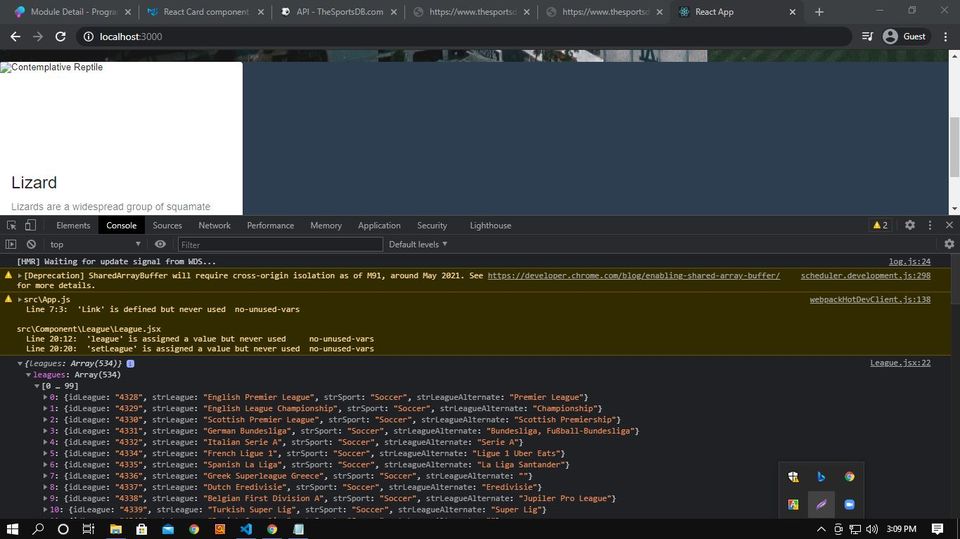 Module Detail - Program
React Card component
API - TheSportsDB.com
https://www.thesportsd
https://www.thesportsd
React App
localhost:3000
Guest
Contemplative Reptile
Lizard
Lizards are a widespread group of squamate
Elements Console Sources Network Performance Memory Application Security Lighthouse 2
top Filter Default levels
[HMR] Waiting for update signal from WDS... log.js:24
[Deprecation] SharedArrayBuffer will require cross-origin isolation as of M91, around May 2021. See https://developer.chrome.com/blog/enabling-shared-array-buffer/ scheduler.development.js:298
for more details.
src\App.js webpackHotDevClient.js:138
Line 7:3: 'Link' is defined but never used no-unused-vars
src\Component\League\League.jsx
Line 20:12: 'league' is assigned a value but never used no-unused-vars
Line 20:20: 'setLeague' is assigned a value but never used no-unused-vars
{leagues: Array(534)} i League.jsx:22
leagues: Array(534)
[0 … 99]
0: {idLeague: "4328", strLeague: "English Premier League", strSport: "Soccer", strLeagueAlternate: "Premier League"}
1: {idLeague: "4329", strLeague: "English League Championship", strSport: "Soccer", strLeagueAlternate: "Championship"}
2: {idLeague: "4330", strLeague: "Scottish Premier League", strSport: "Soccer", strLeagueAlternate: "Scottish Premiership"}
3: {idLeague: "4331", strLeague: "German Bundesliga", strSport: "Soccer", strLeagueAlternate: "Bundesliga, Fußball-Bundesliga"}
4: {idLeague: "4332", strLeague: "Italian Serie A", strSport: "Soccer", strLeagueAlternate: "Serie A"}
5: {idLeague: "4334", strLeague: "French Ligue 1", strSport: "Soccer", strLeagueAlternate: "Ligue 1 Uber Eats"}
6: {idLeague: "4335", strLeague: "Spanish La Liga", strSport: "Soccer", strLeagueAlternate: "La Liga Santander"}
7: {idLeague: "4336", strLeague: "Greek Superleague Greece", strSport: "Soccer", strLeagueAlternate: ""}
8: {idLeague: "4337", strLeague: "Dutch Eredivisie", strSport: "Soccer", strLeagueAlternate: "Eredivisie"}
9: {idLeague: "4338", strLeague: "Belgian First Division A", strSport: "Soccer", strLeagueAlternate: "Jupiler Pro League"}
10: {idLeague: "4339", strLeague: "Turkish Super Lig", strSport: "Soccer", strLeagueAlternate: "Super Lig"}
3:09 PM